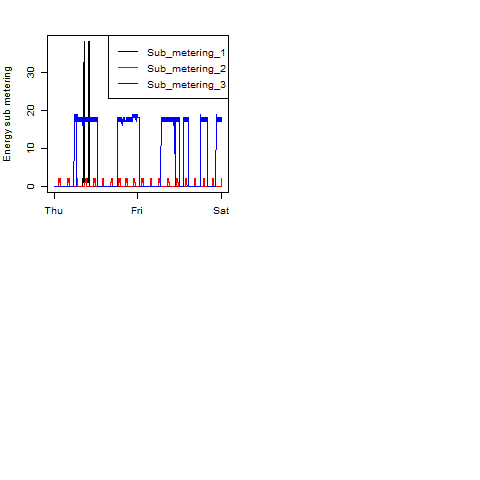 Sub_metering_1
Sub_metering_2
Sub_metering_3
Energy sub metering
30
20
10
0
Thu Fri Sat